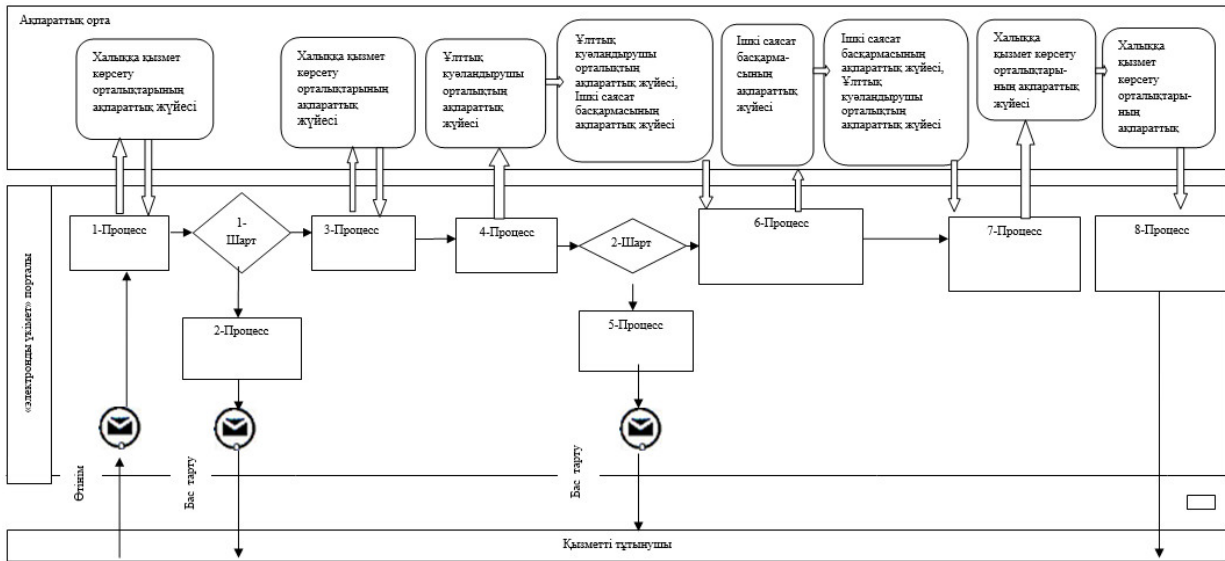 Ақпараттық орта
Халыққа қызмет
көрсету
орталықтарының
ақпараттық жүйесі
Халыққа қызмет
көрсету
орталықтарының
ақпараттық
жүйесі
Ұлттық
куәландырушы
орталықтың
ақпараттық
жүйесі
Ұлттық
куәландырушы
орталықтың
ақпараттық жүйесі,
Ішкі саясат
басқармасының
ақпараттық жүйесі
Ішкі саясат
басқарма-
сының
ақпараттық
жүйесі
Ішкі саясат
басқармасының
ақпараттық жүйесі,
Ұлттық
куәландырушы
орталықтың
ақпараттық жүйесі
Халыққа
қызмет көрсету
орталықтары-
ның ақпараттық
жүйесі
Халыққа
қызмет
көрсету
орталықтары-
ның
ақпараттық
«электронды үкімет» порталы
1-Процесс
1-
Шарт
3-Процесс
4-Процесс
2-Шарт
6-Процесс
7-Процесс
8-Процесс
2-Процесс
5-Процесс
Өтінім
Бас тарту
Бас тарту
Қызметті тұтынушы